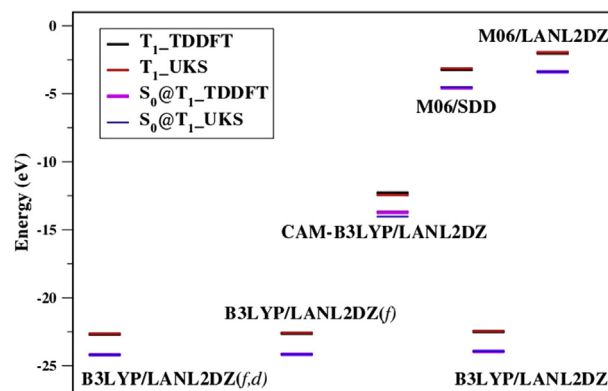 0
-5
-10
-15
-20
-25
Energy (eV)
T₁_TDDFT
T₁_UKS
S₀@T₁_TDDFT
S₀@T₁_UKS
M06/LANL2DZ
M06/SDD
CAM-B3LYP/LANL2DZ
B3LYP/LANL2DZ(f)
B3LYP/LANL2DZ(f,d)
B3LYP/LANL2DZ